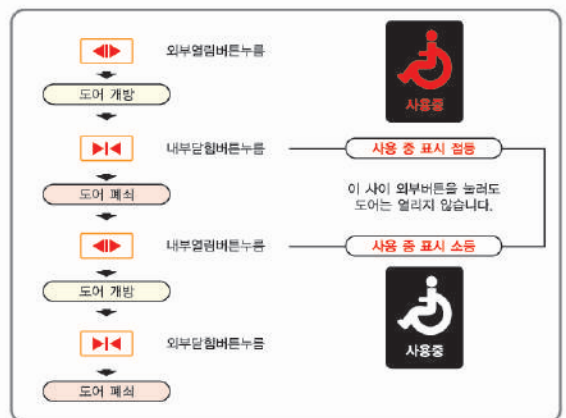 외부열림버튼누름
사용중
도어 개방
내부닫힘버튼누름
사용 중 표시 점등
도어 폐쇠
이 사이 외부버튼을 눌러도
도어는 열리지 않습니다.
내부열림버튼누름
사용 중 표시 소등
도어 개방
사용중
외부닫힘버튼누름
도어 폐쇠